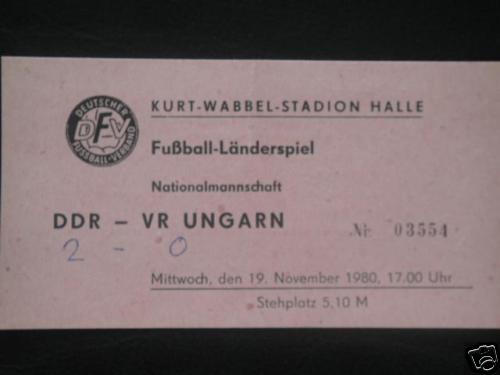 DEUTSCHER
DFV
FUSSBALL-VERBAND
KURT-WABBEL-STADION HALLE
Fußball-Länderspiel
Nationalmannschaft
DDR – VR UNGARN
2 - 0
Nr. 03554
Mittwoch, den 19. November 1980, 17.00 Uhr
Stehplatz 5,10 M